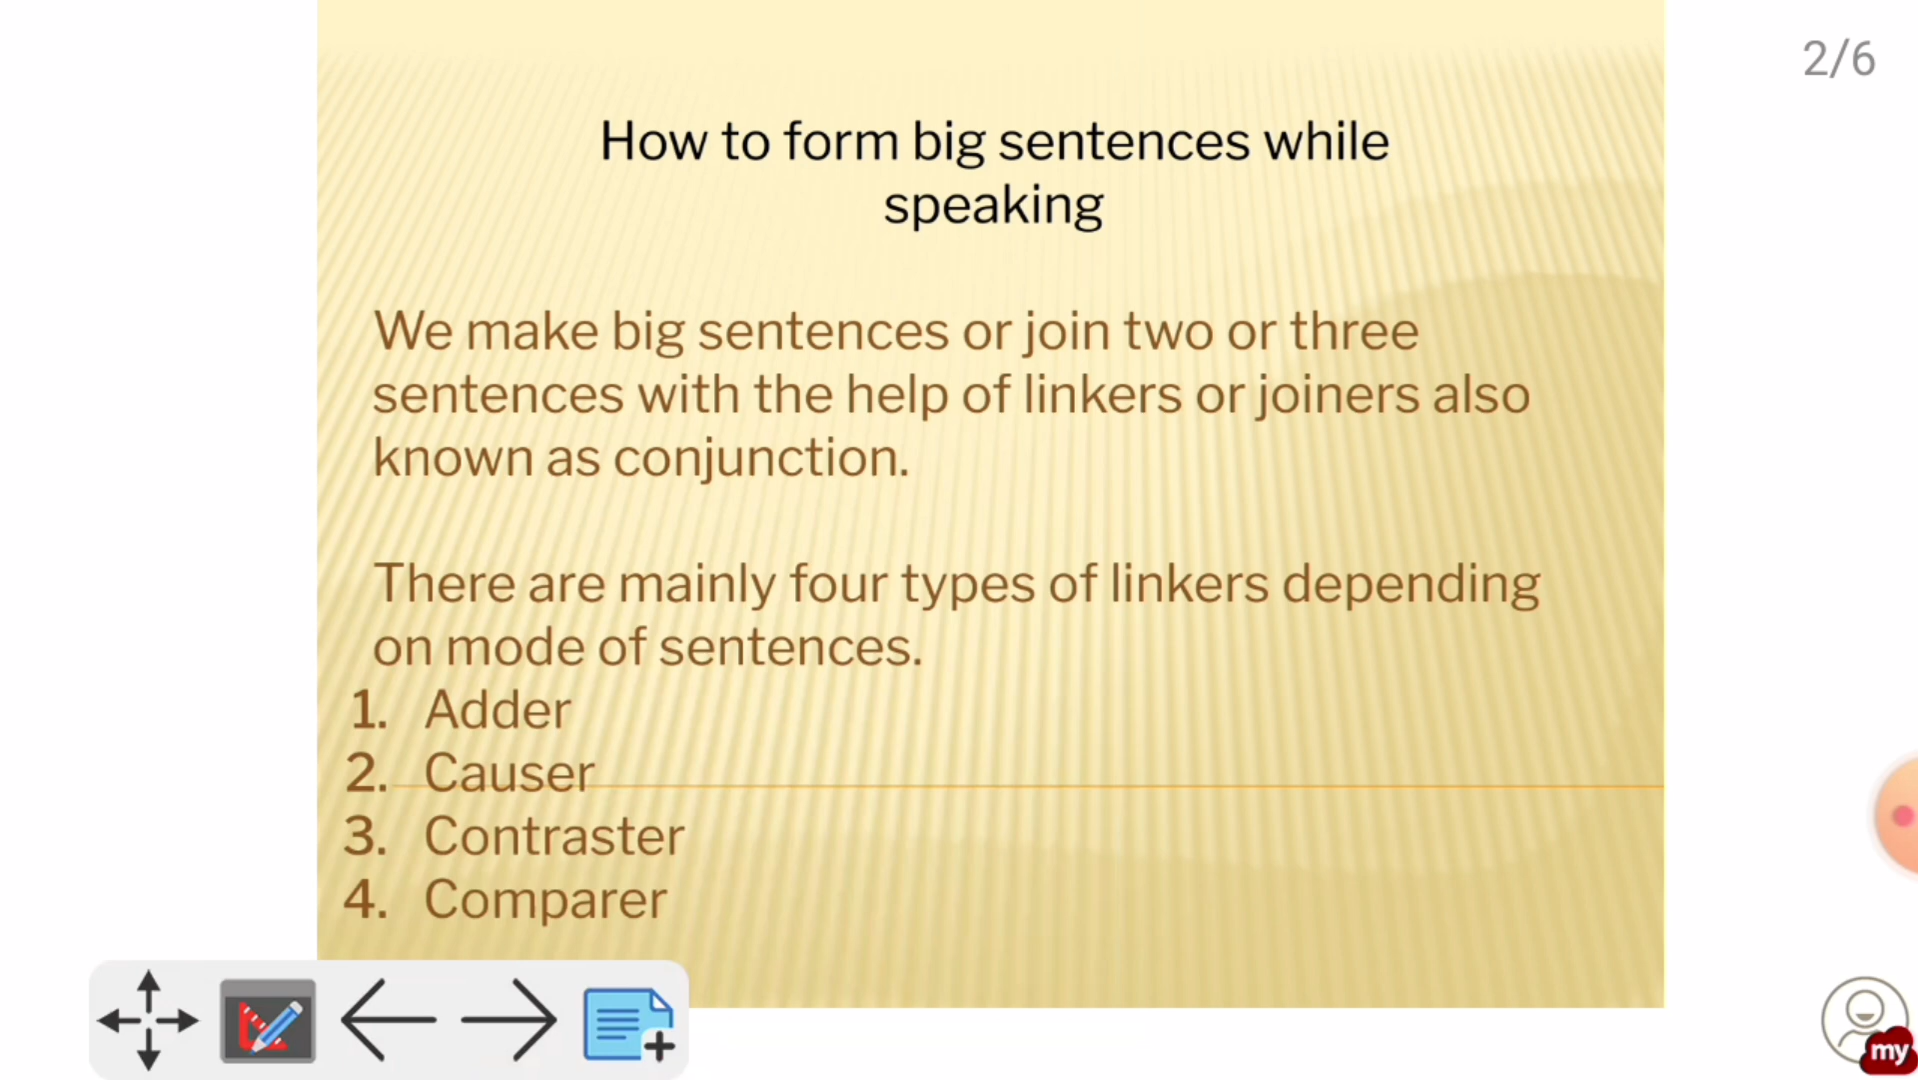 2/6
How to form big sentences while
speaking
We make big sentences or join two or three
sentences with the help of linkers or joiners also
known as conjunction.
There are mainly four types of linkers depending
on mode of sentences.
1. Adder
2. Causer
3. Contraster
4. Comparer
my